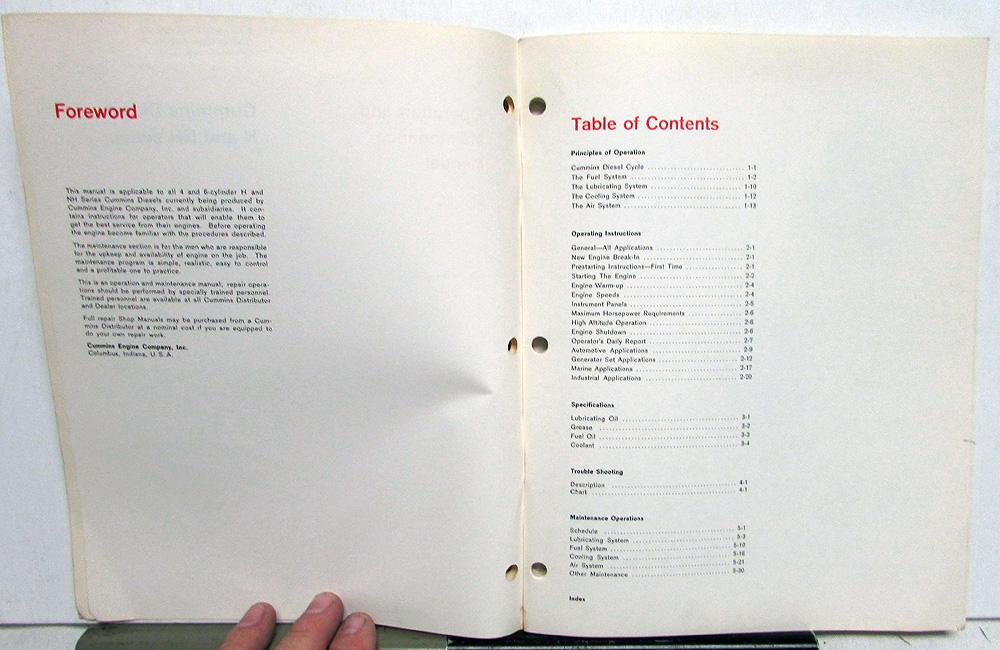 Foreword
This manual is applicable to all 4 and 6-cylinder H and
NH Series Cummins Diesels currently being produced by
Cummins Engine Company, Inc. and subsidiaries. It con-
tains instructions for operators that will enable them to
get the best service from their engines. Before operating
the engine become familiar with the procedures described.
The maintenance section is for the men who are responsible
for the upkeep and availability of engine on the job. The
maintenance program is simple, realistic, easy to control
and a profitable one to practice.
This is an operation and maintenance manual; repair opera-
tions should be performed by specially trained personnel.
Trained personnel are available at all Cummins Distributor
and Dealer locations.
Full repair Shop Manuals may be purchased from a Cum-
mins Distributor at a nominal cost if you are equipped to
do your own repair work.
Cummins Engine Company, Inc.
Columbus, Indiana, U.S.A.
Table of Contents
Principles of Operation
Cummins Diesel Cycle 1-1
The Fuel System 1-2
The Lubricating System 1-10
The Cooling System 1-12
The Air System 1-13
Operating Instructions
General—All Applications 2-1
New Engine Break-In 2-1
Prestarting Instructions—First Time 2-1
Starting The Engine 2-2
Engine Warm-up 2-4
Engine Speeds 2-4
Instrument Panels 2-5
Maximum Horsepower Requirements 2-6
High Altitude Operation 2-6
Engine Shutdown 2-6
Operator's Daily Report 2-7
Automotive Applications 2-9
Generator Set Applications 2-12
Marine Applications 2-17
Industrial Applications 2-20
Specifications
Lubricating Oil 3-1
Grease 3-2
Fuel Oil 3-3
Coolant 3-4
Trouble Shooting
Description 4-1
Chart 4-1
Maintenance Operations
Schedule 5-1
Lubricating System 5-3
Fuel System 5-10
Cooling System 5-18
Air System 5-21
Other Maintenance 5-30
Index